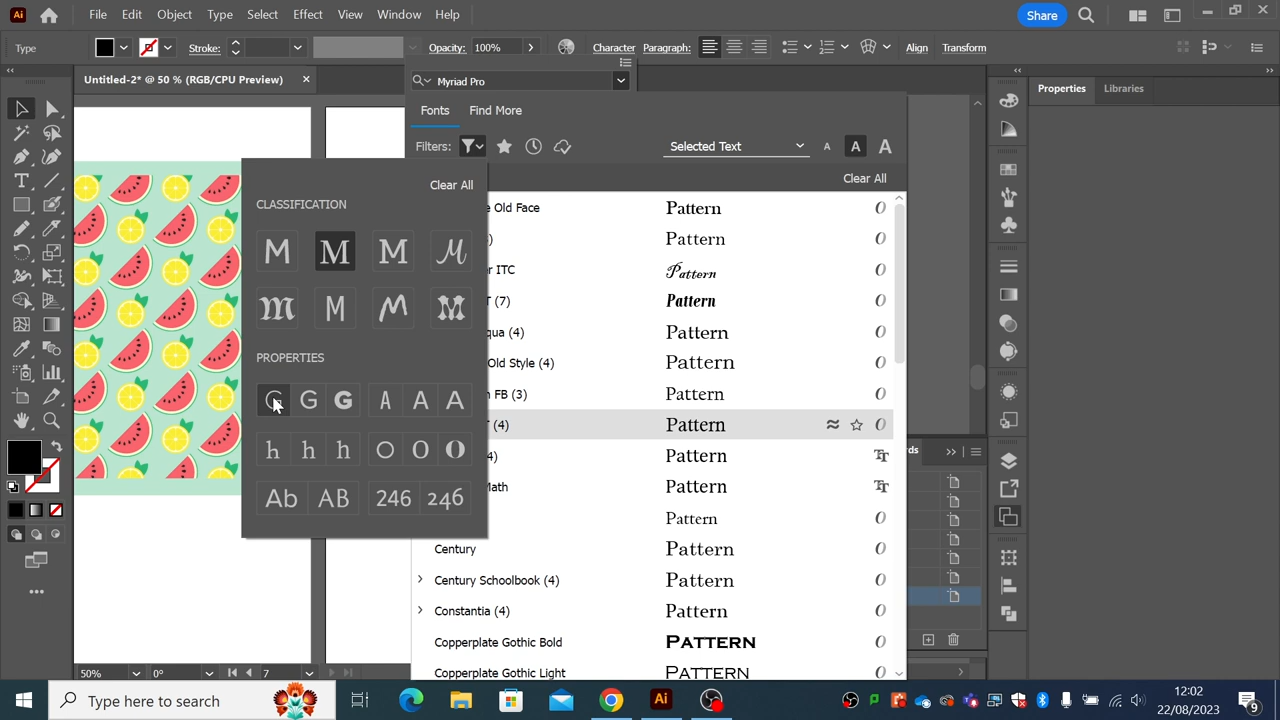 Ai File Edit Object Type Select Effect View Window Help Share
Type Stroke: Opacity: 100% Character Paragraph: Align Transform
Untitled-2* @ 50 % (RGB/CPU Preview) ×
Myriad Pro
Properties Libraries
Fonts Find More
Filters: Selected Text A A A
Clear All
Clear All
CLASSIFICATION
M M M M
M M M M
PROPERTIES
G G G A A A
h h h O O O
Ab AB 246 246
e Old Face Pattern O
) Pattern O
or ITC Pattern O
T (7) Pattern O
qua (4) Pattern O
Old Style (4) Pattern O
n FB (3) Pattern O
(4) Pattern O
4) Pattern
Math Pattern
Pattern O
Century Pattern O
Century Schoolbook (4) Pattern O
Constantia (4) Pattern O
Copperplate Gothic Bold Pattern O
Copperplate Gothic Light Pattern O
rds
50% 0° 7
Type here to search
Ai
12:02
22/08/2023
9